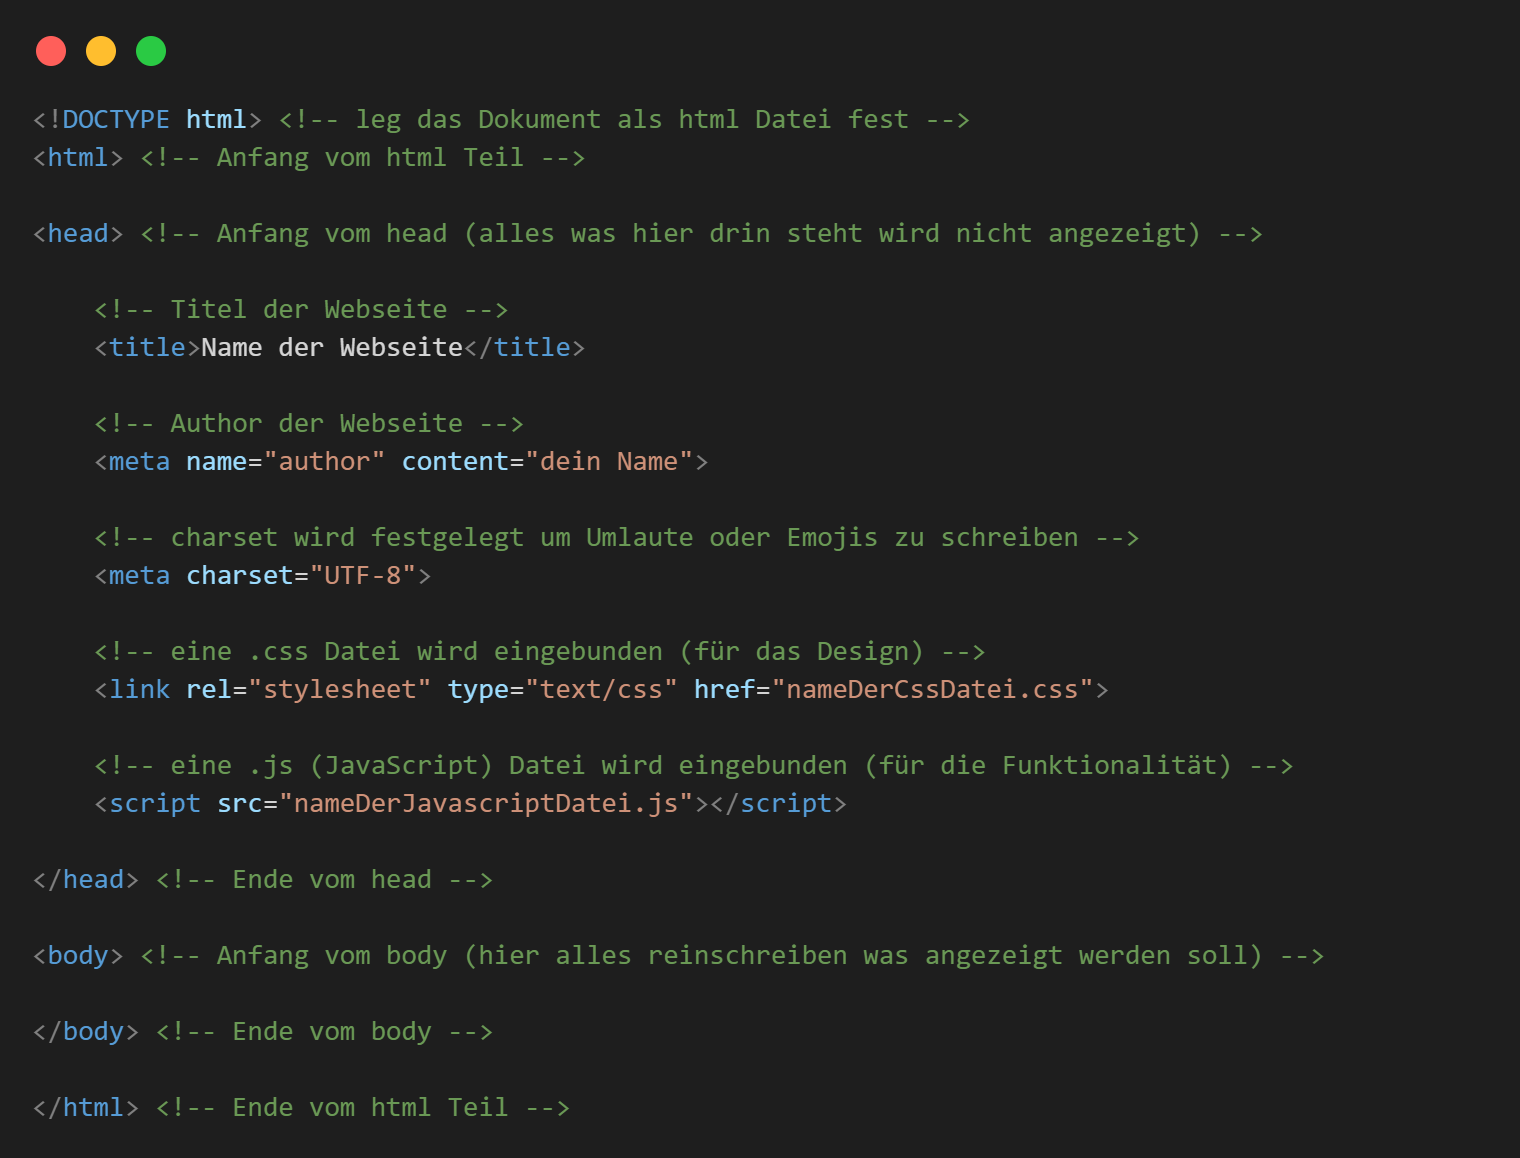 <!DOCTYPE html> <!-- leg das Dokument als html Datei fest -->
<html> <!-- Anfang vom html Teil -->
<head> <!-- Anfang vom head (alles was hier drin steht wird nicht angezeigt) -->
<!-- Titel der Webseite -->
<title>Name der Webseite</title>
<!-- Author der Webseite -->
<meta name="author" content="dein Name">
<!-- charset wird festgelegt um Umlaute oder Emojis zu schreiben -->
<meta charset="UTF-8">
<!-- eine .css Datei wird eingebunden (für das Design) -->
<link rel="stylesheet" type="text/css" href="nameDerCssDatei.css">
<!-- eine .js (JavaScript) Datei wird eingebunden (für die Funktionalität) -->
<script src="nameDerJavascriptDatei.js"></script>
</head> <!-- Ende vom head -->
<body> <!-- Anfang vom body (hier alles reinschreiben was angezeigt werden soll) -->
</body> <!-- Ende vom body -->
</html> <!-- Ende vom html Teil -->